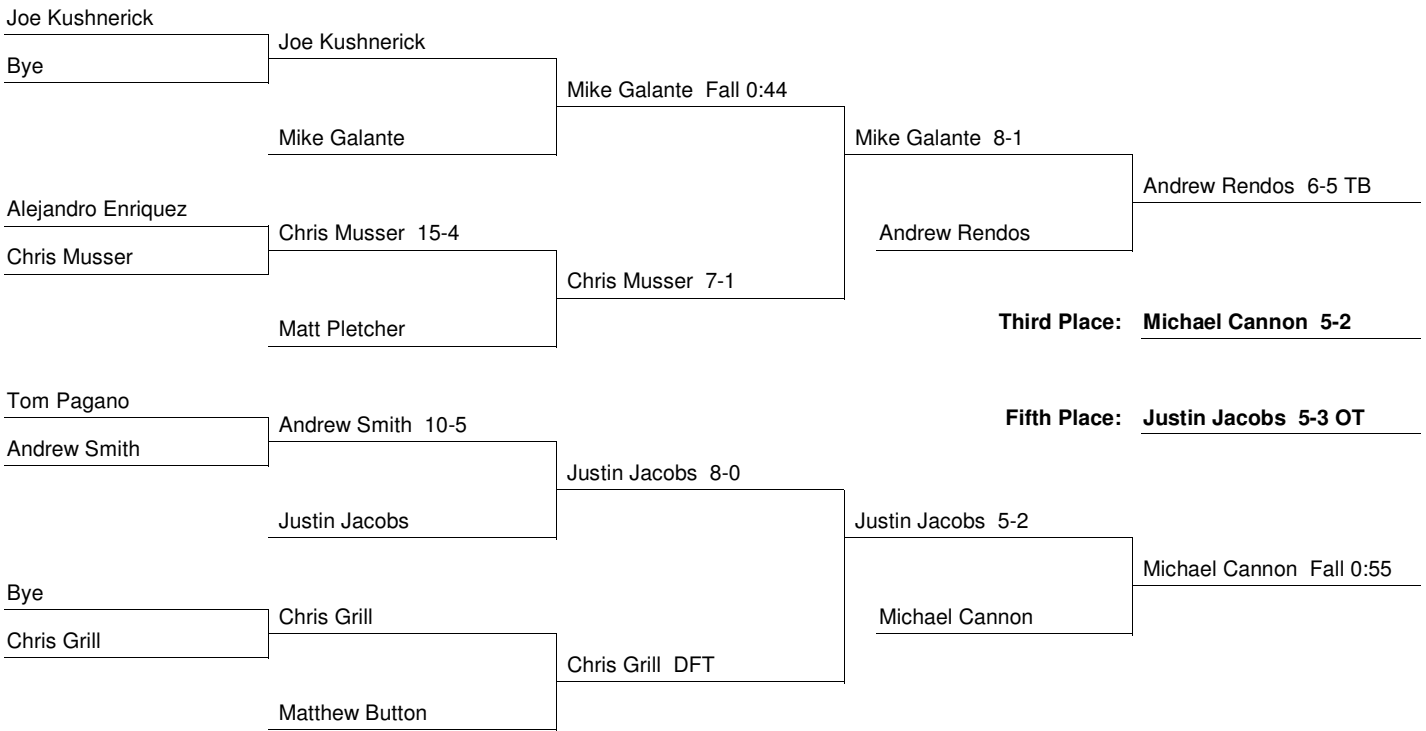 Joe Kushnerick
Joe Kushnerick
Bye
Mike Galante  Fall 0:44
Mike Galante
Mike Galante  8-1
Andrew Rendos  6-5 TB
Alejandro Enriquez
Chris Musser  15-4
Andrew Rendos
Chris Musser
Chris Musser  7-1
Matt Pletcher
Third Place:  Michael Cannon  5-2
Tom Pagano
Andrew Smith  10-5
Fifth Place:  Justin Jacobs  5-3 OT
Andrew Smith
Justin Jacobs  8-0
Justin Jacobs
Justin Jacobs  5-2
Michael Cannon  Fall 0:55
Bye
Chris Grill
Michael Cannon
Chris Grill
Chris Grill  DFT
Matthew Button